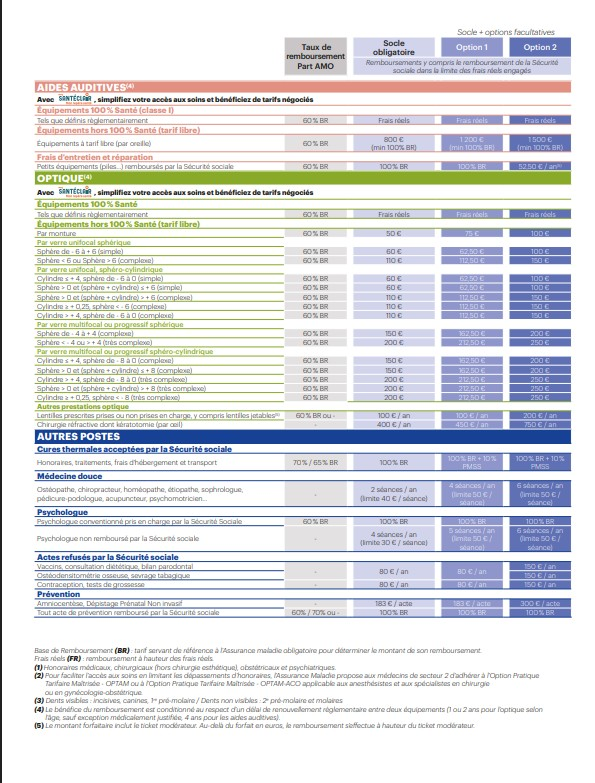 Socle + options facultatives
Taux de remboursement Part AMO
Socle obligatoire
Option 1
Option 2
Remboursements y compris le remboursement de la Sécurité sociale dans la limite des frais réels engagés
AIDES AUDITIVES(4)
Avec SANTÉCLAIR, simplifiez votre accès aux soins et bénéficiez de tarifs négociés
Équipements 100% Santé (classe I)
Tels que définis règlementairement 60% BR Frais réels Frais réels Frais réels
Équipements hors 100% Santé (tarif libre)
Équipements à tarif libre (par oreille) 60% BR 800 € (min 100% BR) 1 200 € (min 100% BR) 1 500 € (min 100% BR)
Frais d'entretien et réparation
Petits équipements (piles...) remboursés par la Sécurité sociale 60% BR 100% BR 100% BR 52,50 € / an(5)
OPTIQUE(4)
Avec SANTÉCLAIR, simplifiez votre accès aux soins et bénéficiez de tarifs négociés
Équipements 100% Santé
Tels que définis règlementairement 60% BR Frais réels Frais réels Frais réels
Équipements hors 100% Santé (tarif libre)
Par monture 60% BR 50 € 75 € 100 €
Par verre unifocal sphérique
Sphère de - 6 à + 6 (simple) 60% BR 60 € 62,50 € 100 €
Sphère < 6 ou Sphère > 6 (complexe) 60% BR 110 € 112,50 € 150 €
Par verre unifocal, sphéro-cylindrique
Cylindre ≤ + 4, sphère de - 6 à 0 (simple) 60% BR 60 € 62,50 € 100 €
Sphère > 0 et (sphère + cylindre) ≤ + 6 (simple) 60% BR 60 € 62,50 € 100 €
Sphère > 0 et (sphère + cylindre) > + 6 (complexe) 60% BR 110 € 112,50 € 150 €
Cylindre ≥ + 0,25, sphère < - 6 (complexe) 60% BR 110 € 112,50 € 150 €
Cylindre > + 4, sphère de - 6 à 0 (complexe) 60% BR 110 € 112,50 € 150 €
Par verre multifocal ou progressif sphérique
Sphère de - 4 à + 4 (complexe) 60% BR 150 € 162,50 € 200 €
Sphère < - 4 ou > + 4 (très complexe) 60% BR 200 € 212,50 € 250 €
Par verre multifocal ou progressif sphéro-cylindrique
Cylindre ≤ + 4, sphère de - 8 à 0 (complexe) 60% BR 150 € 162,50 € 200 €
Sphère > 0 et (sphère + cylindre) ≤ + 8 (complexe) 60% BR 150 € 162,50 € 200 €
Cylindre > + 4, sphère de - 8 à 0 (très complexe) 60% BR 200 € 212,50 € 250 €
Sphère > 0 et (sphère + cylindre) > + 8 (très complexe) 60% BR 200 € 212,50 € 250 €
Cylindre ≥ + 0,25, sphère < - 8 (très complexe) 60% BR 200 € 212,50 € 250 €
Autres prestations optique
Lentilles prescrites prises ou non prises en charge, y compris lentilles jetables(5) 60% BR ou - 100 € / an 100 € / an 200 € / an
Chirurgie réfractive dont kératotomie (par œil) - 400 € / an 450 € / an 750 € / an
AUTRES POSTES
Cures thermales acceptées par la Sécurité sociale
Honoraires, traitements, frais d'hébergement et transport 70% / 65% BR 100% BR 100% BR + 10% PMSS 100% BR + 10% PMSS
Médecine douce
Ostéopathe, chiropracteur, homéopathe, étiopathe, sophrologue, pédicure-podologue, acupuncteur, psychomotricien... - 2 séances / an (limite 40 € / séance) 4 séances / an (limite 50 € / séance) 6 séances / an (limite 50 € / séance)
Psychologue
Psychologue conventionné pris en charge par la Sécurité Sociale 60% BR 100% BR 100% BR 100% BR
Psychologue non remboursé par la Sécurité sociale - 4 séances / an (limite 30 € / séance) 5 séances / an (limite 50 € / séance) 6 séances / an (limite 50 € / séance)
Actes refusés par la Sécurité sociale
Vaccins, consultation diététique, bilan parodontal 150 € / an
Ostéodensitométrie osseuse, sevrage tabagique - 80 € / an 80 € / an 150 € / an
Contraception, tests de grossesse - 80 € / an 80 € / an 150 € / an
Prévention
Amniocentèse, Dépistage Prénatal Non invasif - 183 € / acte 183 € / acte 300 € / acte
Tout acte de prévention remboursé par la Sécurité sociale 60% / 70% ou - 100% BR 100% BR 100% BR
Base de Remboursement (BR) : tarif servant de référence à l'Assurance maladie obligatoire pour déterminer le montant de son remboursement.
Frais réels (FR) : remboursement à hauteur des frais réels.
(1) Honoraires médicaux, chirurgicaux (hors chirurgie esthétique), obstétricaux et psychiatriques.
(2) Pour faciliter l'accès aux soins en limitant les dépassements d'honoraires, l'Assurance Maladie propose aux médecins de secteur 2 d'adhérer à l'Option Pratique
Tarifaire Maîtrisée - OPTAM ou à l'Option Pratique Tarifaire Maîtrisée - OPTAM-ACO applicable aux anesthésistes et aux spécialistes en chirurgie
ou en gynécologie-obstétrique.
(3) Dents visibles : incisives, canines, 1re pré-molaire / Dents non visibles : 2e pré-molaire et molaires
(4) Le bénéfice du remboursement est conditionné au respect d'un délai de renouvellement règlementaire entre deux équipements (1 ou 2 ans pour l'optique selon
l'âge, sauf exception médicalement justifiée, 4 ans pour les aides auditives).
(5) Le montant forfaitaire inclut le ticket modérateur. Au-delà du forfait en euros, le remboursement s'effectue à hauteur du ticket modérateur.